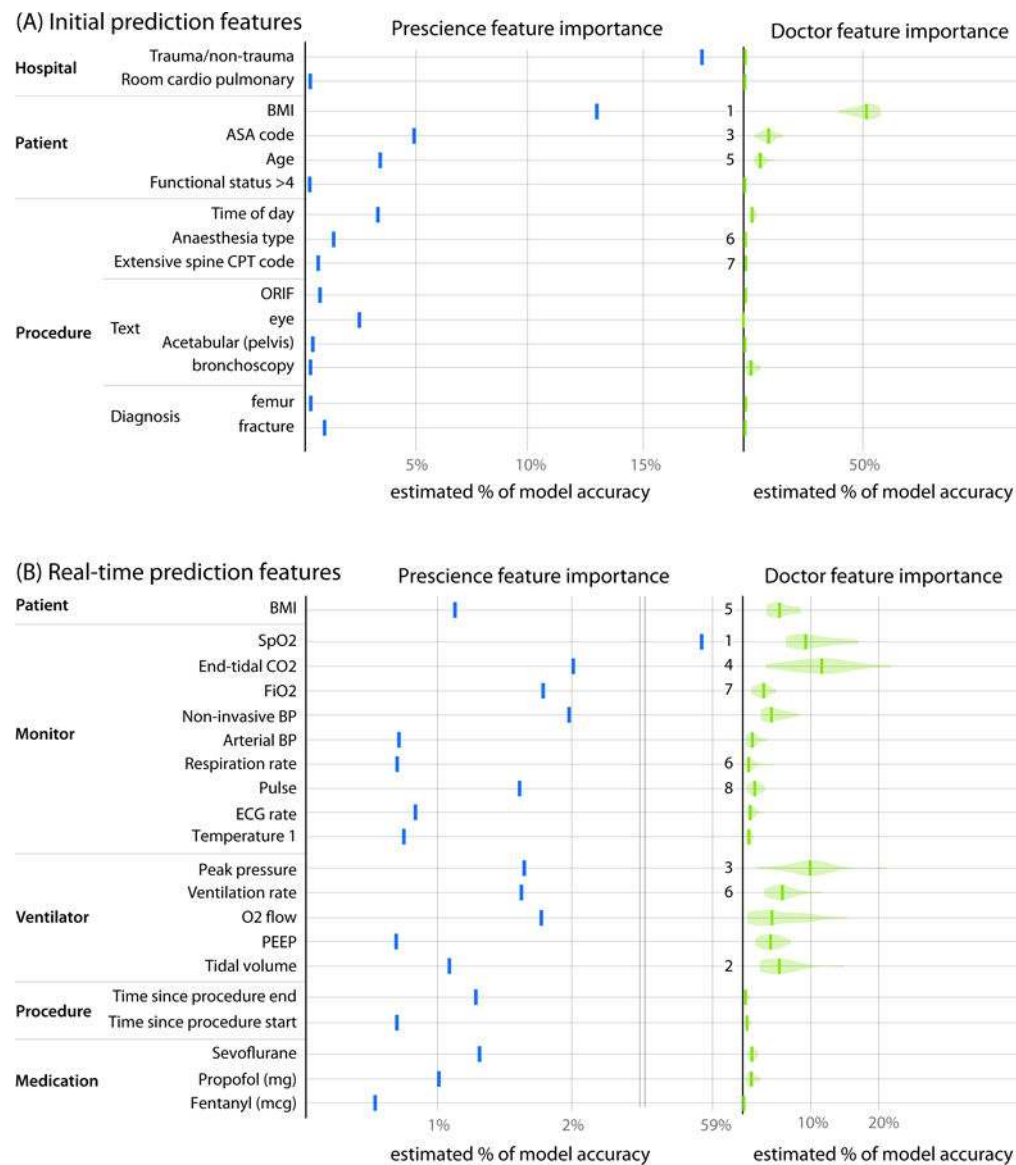 (A) Initial prediction features
Prescience feature importance
Doctor feature importance
Hospital
Trauma/non-trauma
Room cardio pulmonary
Patient
BMI 1
ASA code 3
Age 5
Functional status >4
Procedure
Time of day
Anaesthesia type 6
Extensive spine CPT code 7
Text
ORIF
eye
Acetabular (pelvis)
bronchoscopy
Diagnosis
femur
fracture
5% 10% 15% 50%
estimated % of model accuracy
estimated % of model accuracy
(B) Real-time prediction features
Prescience feature importance
Doctor feature importance
Patient
BMI 5
Monitor
SpO2 1
End-tidal CO2 4
FiO2 7
Non-invasive BP
Arterial BP
Respiration rate 6
Pulse 8
ECG rate
Temperature 1
Ventilator
Peak pressure 3
Ventilation rate 6
O2 flow
PEEP
Tidal volume 2
Procedure
Time since procedure end
Time since procedure start
Medication
Sevoflurane
Propofol (mg)
Fentanyl (mcg)
1% 2% 59% 10% 20%
estimated % of model accuracy
estimated % of model accuracy